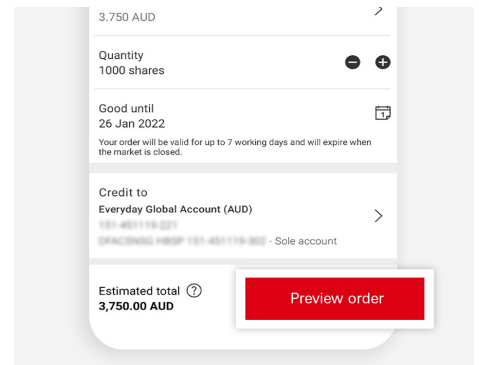 3.750 AUD
Quantity
1000 shares
Good until
26 Jan 2022
Your order will be valid for up to 7 working days and will expire when
the market is closed.
Credit to
Everyday Global Account (AUD)
- Sole account
Estimated total ?
3,750.00 AUD
Preview order